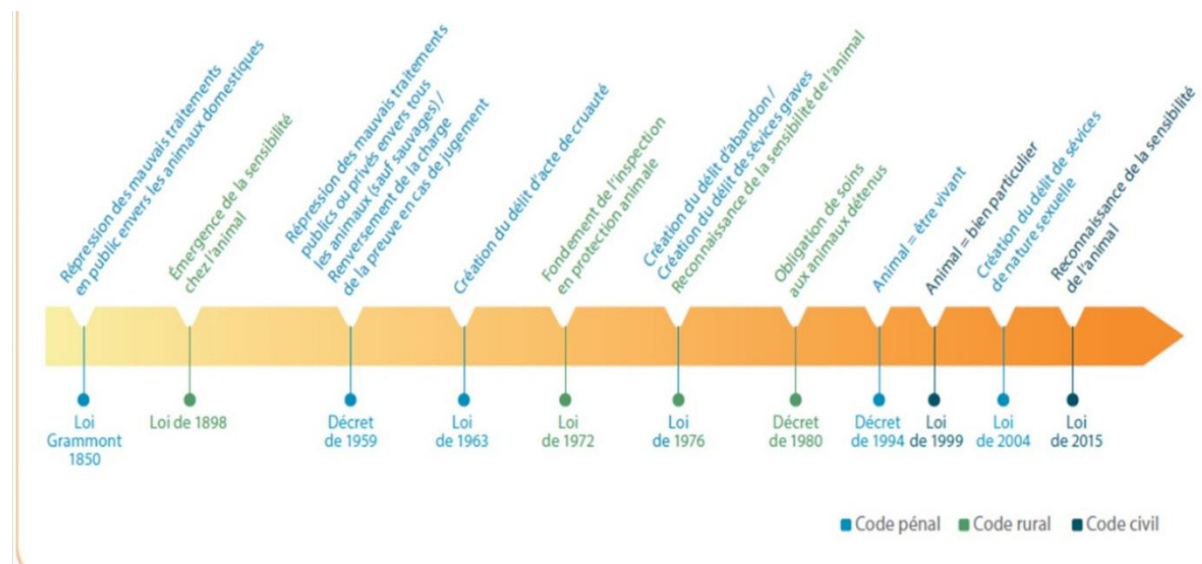 Répression des mauvais traitements
en public envers les animaux domestiques
Émergence de la sensibilité
chez l'animal
Répression des mauvais traitements
publics ou privés envers tous
les animaux (sauf sauvages) /
Renversement de la charge
de la preuve en cas de jugement
Création du délit d'acte de cruauté
Fondement de l'inspection
en protection animale
Création du délit d'abandon /
Création du délit de sévices graves
Reconnaissance de la sensibilité de l'animal
Obligation de soins
aux animaux détenus
Animal = être vivant
Animal = bien particulier
Création du délit de sévices
de nature sexuelle
Reconnaissance de la sensibilité
de l'animal
Loi
Grammont
1850
Loi de 1898
Décret
de 1959
Loi
de 1963
Loi
de 1972
Loi
de 1976
Décret
de 1980
Décret
de 1994
Loi
de 1999
Loi
de 2004
Loi
de 2015
Code pénal
Code rural
Code civil